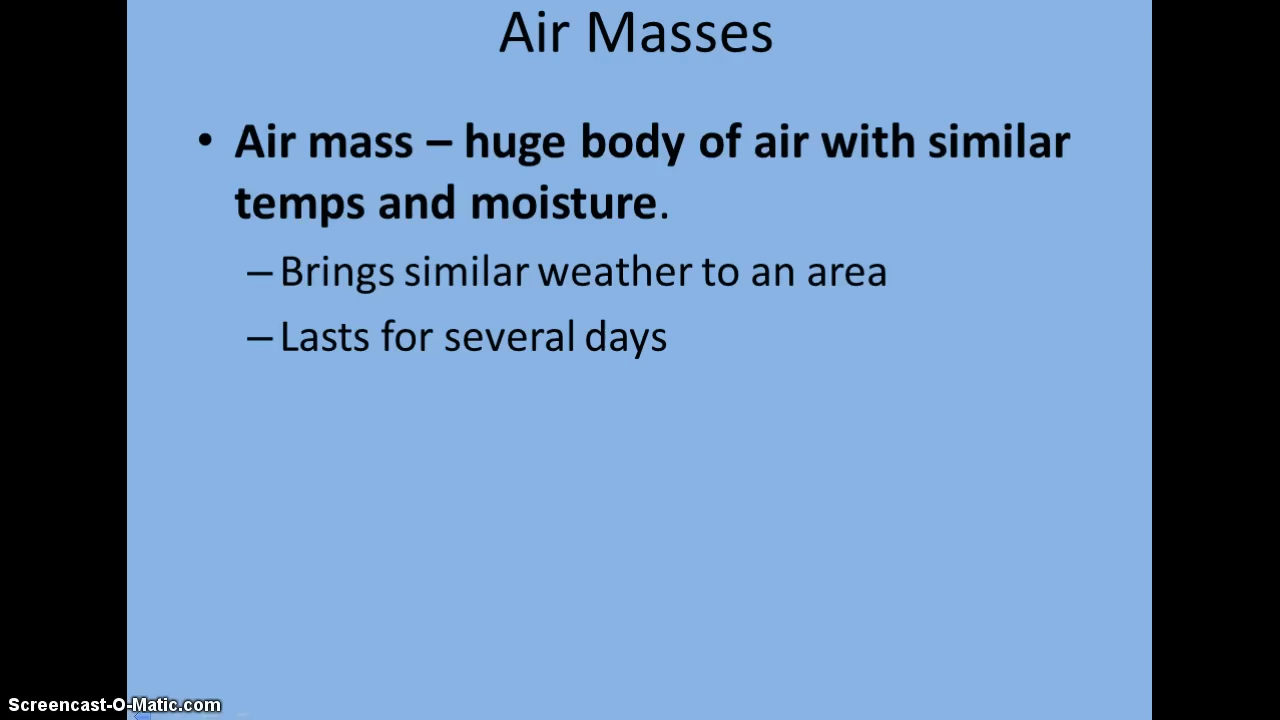 Air Masses
• Air mass – huge body of air with similar
temps and moisture.
– Brings similar weather to an area
– Lasts for several days
Screencast-O-Matic.com